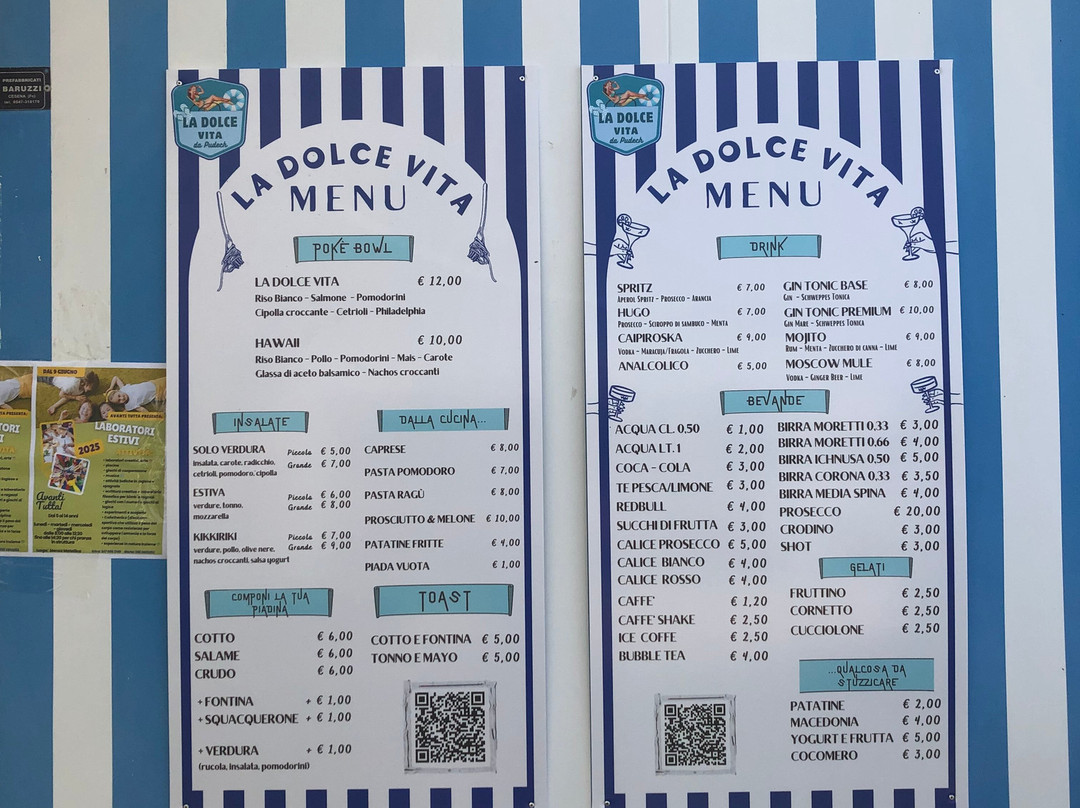 PREFABBRICATI
BARUZZI
CESENA (Fo)
LA DOLCE
VITA
da Pudech
LA DOLCE VITA
MENU
POKÈ BOWL
LA DOLCE VITA € 12,00
Riso Bianco - Salmone - Pomodorini
Cipolla croccante - Cetrioli - Philadelphia
HAWAII € 10,00
Riso Bianco - Pollo - Pomodorini - Mais - Carote
Glassa di aceto balsamico - Nachos croccanti
INSALATE
SOLO VERDURA Piccola € 5,00
insalata, carote, radicchio, Grande € 7,00
cetrioli, pomodoro, cipolla
ESTIVA Piccola € 6,00
verdure, tonno, Grande € 8,00
mozzarella
KIKKIRIKI Piccola € 7,00
verdure, pollo, olive nere, Grande € 9,00
nachos croccanti, salsa yogurt
DALLA CUCINA...
CAPRESE € 8,00
PASTA POMODORO € 7,00
PASTA RAGÙ € 8,00
PROSCIUTTO & MELONE € 10,00
PATATINE FRITTE € 4,00
PIADA VUOTA € 1,00
COMPONI LA TUA
PIADINA
COTTO € 6,00
SALAME € 6,00
CRUDO € 6,00
+ FONTINA + € 1,00
+ SQUACQUERONE + € 1,00
+ VERDURA + € 1,00
(rucola, insalata, pomodorini)
TOAST
COTTO E FONTINA € 5,00
TONNO E MAYO € 5,00
LA DOLCE
VITA
da Pudech
LA DOLCE VITA
MENU
DRINK
SPRITZ € 7,00
Aperol Spritz - Prosecco - Arancia
HUGO € 7,00
Prosecco - Sciroppo di sambuco - Menta
CAIPIROSKA € 9,00
Vodka - Maracuja/Fragola - Zucchero - Lime
ANALCOLICO € 5,00
GIN TONIC BASE € 8,00
Gin - Schweppes Tonica
GIN TONIC PREMIUM € 10,00
Gin Mare - Schweppes Tonica
MOJITO € 9,00
Rum - Menta - Zucchero di canna - Lime
MOSCOW MULE € 8,00
Vodka - Ginger Beer - Lime
BEVANDE
ACQUA CL. 0.50 € 1,00
ACQUA LT. 1 € 2,00
COCA - COLA € 3,00
TE PESCA/LIMONE € 3,00
REDBULL € 4,00
SUCCHI DI FRUTTA € 3,00
CALICE PROSECCO € 5,00
CALICE BIANCO € 4,00
CALICE ROSSO € 4,00
CAFFE' € 1,20
CAFFE' SHAKE € 2,50
ICE COFFE € 2,50
BUBBLE TEA € 4,00
BIRRA MORETTI 0.33 € 3,00
BIRRA MORETTI 0.66 € 4,00
BIRRA ICHNUSA 0.50 € 5,00
BIRRA CORONA 0.33 € 3,50
BIRRA MEDIA SPINA € 4,00
PROSECCO € 20,00
CRODINO € 3,00
SHOT € 3,00
GELATI
FRUTTINO € 2,50
CORNETTO € 2,50
CUCCIOLONE € 2,50
...QUALCOSA DA
STUZZICARE
PATATINE € 2,00
MACEDONIA € 4,00
YOGURT E FRUTTA € 5,00
COCOMERO € 3,00
DAL 9 GIUGNO
AVANTI TUTTA PRESENTA:
LABORATORI
ESTIVI
2025
Avanti
Tutta!